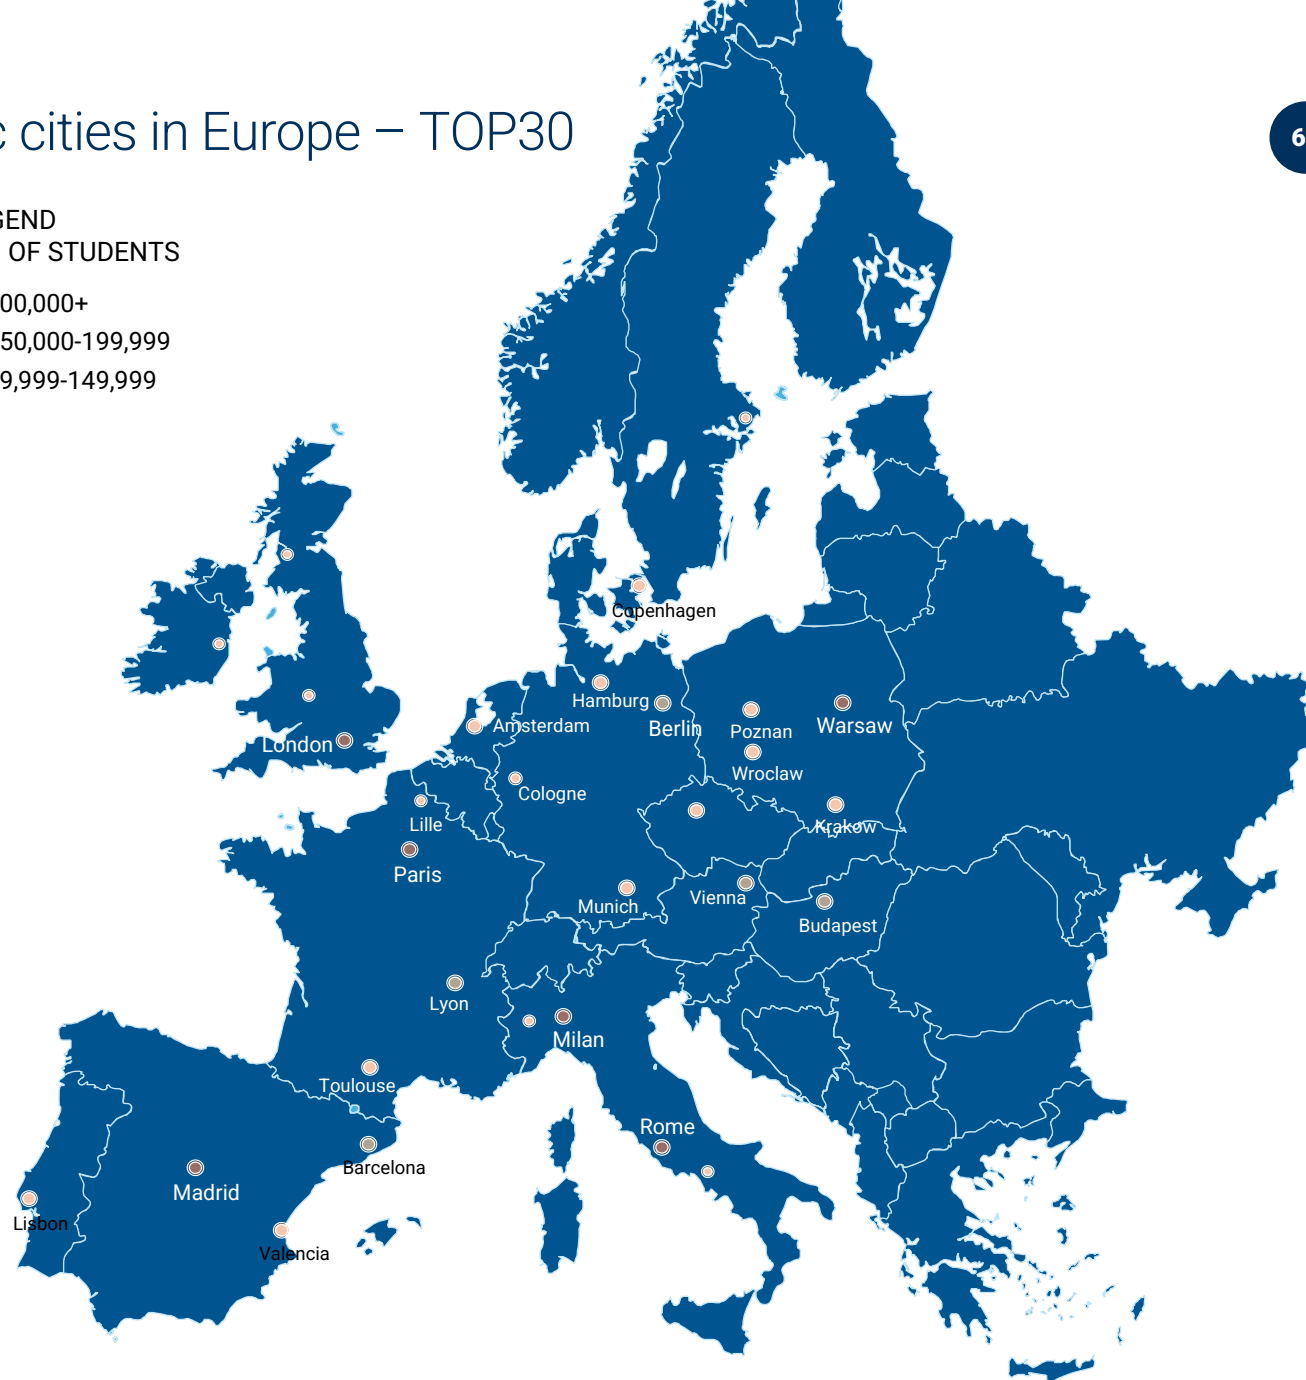 c cities in Europe – TOP30
6
GEND
OF STUDENTS
00,000+
50,000-199,999
9,999-149,999
Copenhagen
Hamburg
Berlin
Amsterdam
Poznan
Warsaw
London
Wroclaw
Cologne
Lille
Krakow
Paris
Munich
Vienna
Budapest
Lyon
Milan
Toulouse
Rome
Barcelona
Madrid
Lisbon
Valencia